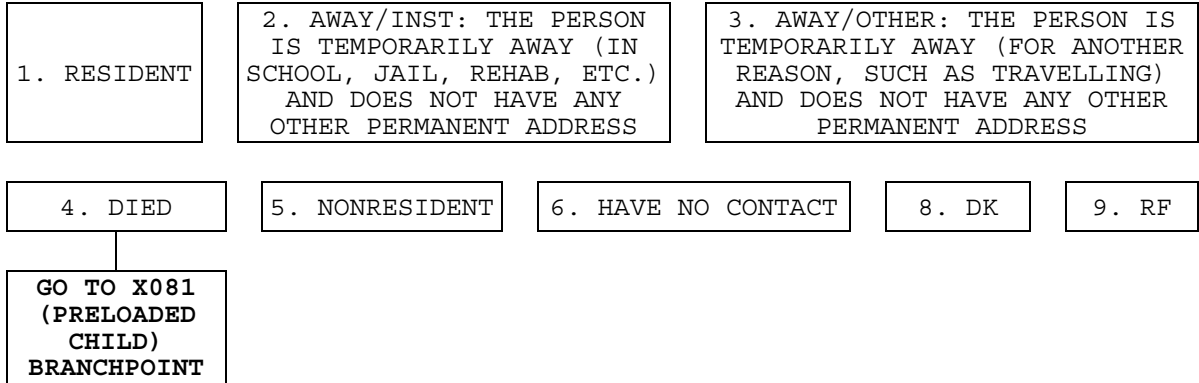 1. RESIDENT
2. AWAY/INST: THE PERSON
IS TEMPORARILY AWAY (IN
SCHOOL, JAIL, REHAB, ETC.)
AND DOES NOT HAVE ANY
OTHER PERMANENT ADDRESS
3. AWAY/OTHER: THE PERSON IS
TEMPORARILY AWAY (FOR ANOTHER
REASON, SUCH AS TRAVELLING)
AND DOES NOT HAVE ANY OTHER
PERMANENT ADDRESS
4. DIED
5. NONRESIDENT
6. HAVE NO CONTACT
8. DK
9. RF
GO TO X081
(PRELOADED
CHILD)
BRANCHPOINT